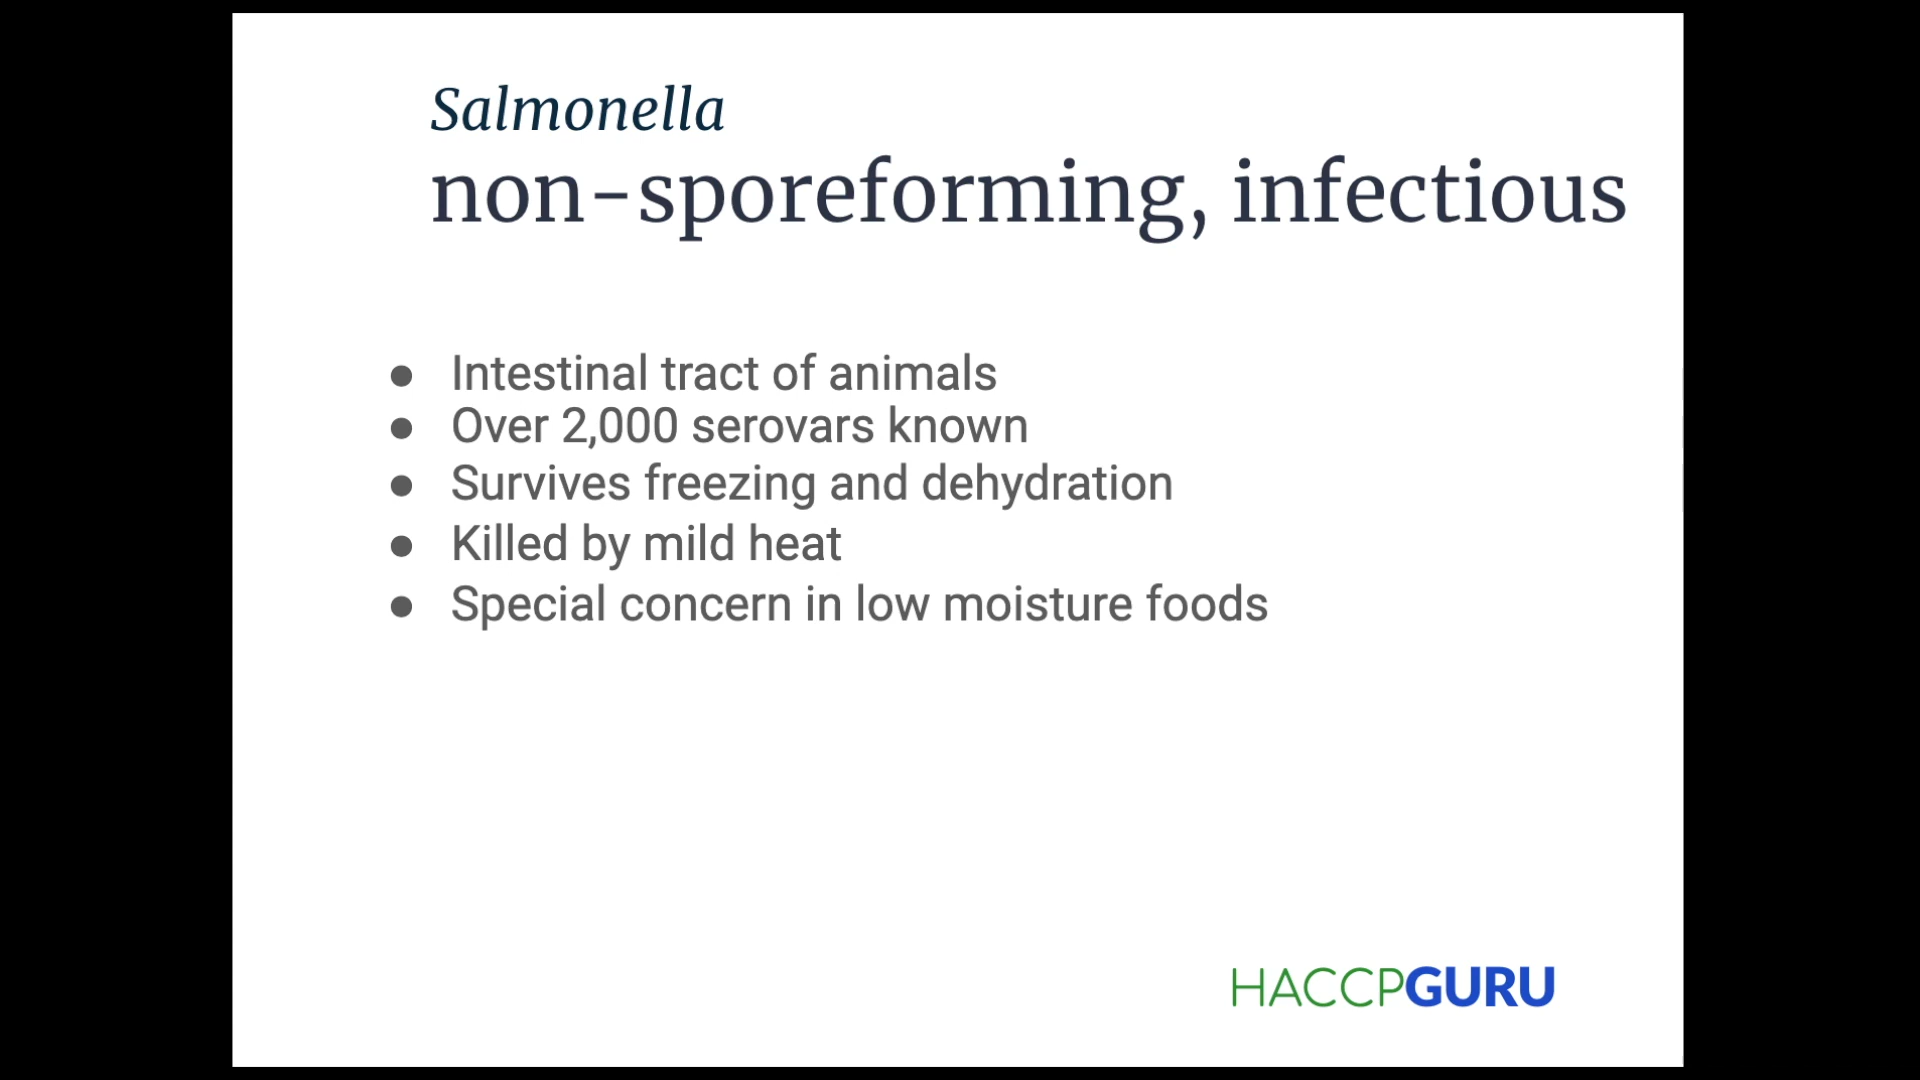 Salmonella
non-sporeforming, infectious
● Intestinal tract of animals
● Over 2,000 serovars known
● Survives freezing and dehydration
● Killed by mild heat
● Special concern in low moisture foods
HACCPGURU